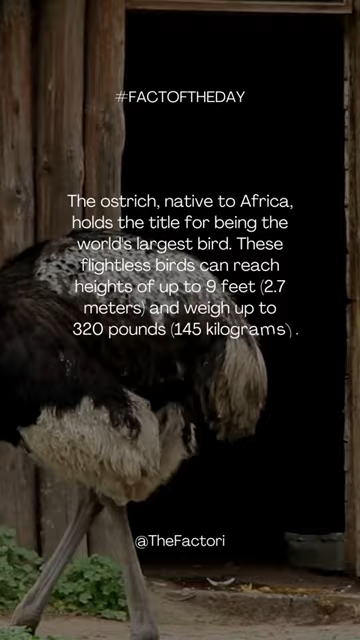 #FACTOFTHEDAY
The ostrich, native to Africa,
holds the title for being the
world's largest bird. These
flightless birds can reach
heights of up to 9 feet (2.7
meters) and weigh up to
320 pounds (145 kilograms).
@TheFactori